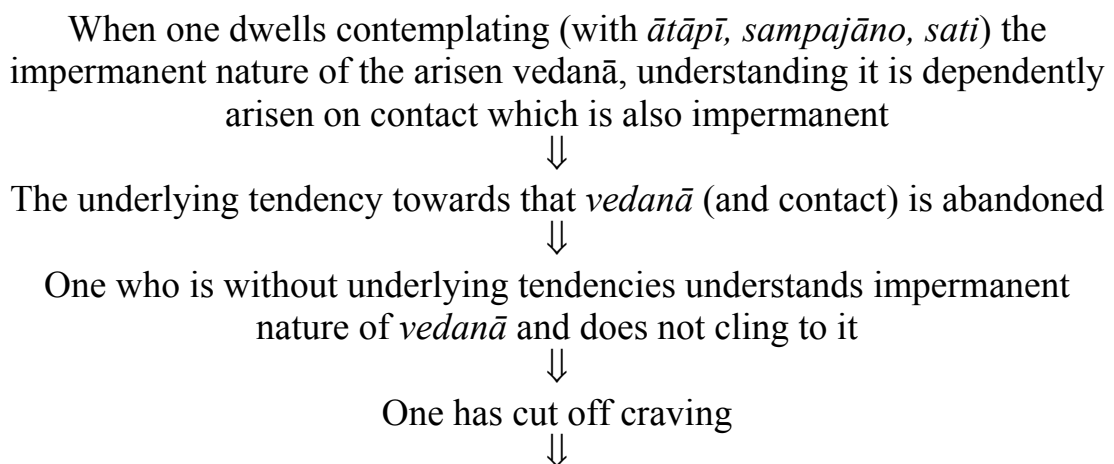 When one dwells contemplating (with ātāpī, sampajāno, sati) the
impermanent nature of the arisen vedanā, understanding it is dependently
arisen on contact which is also impermanent
⇓
The underlying tendency towards that vedanā (and contact) is abandoned
⇓
One who is without underlying tendencies understands impermanent
nature of vedanā and does not cling to it
⇓
One has cut off craving
⇓